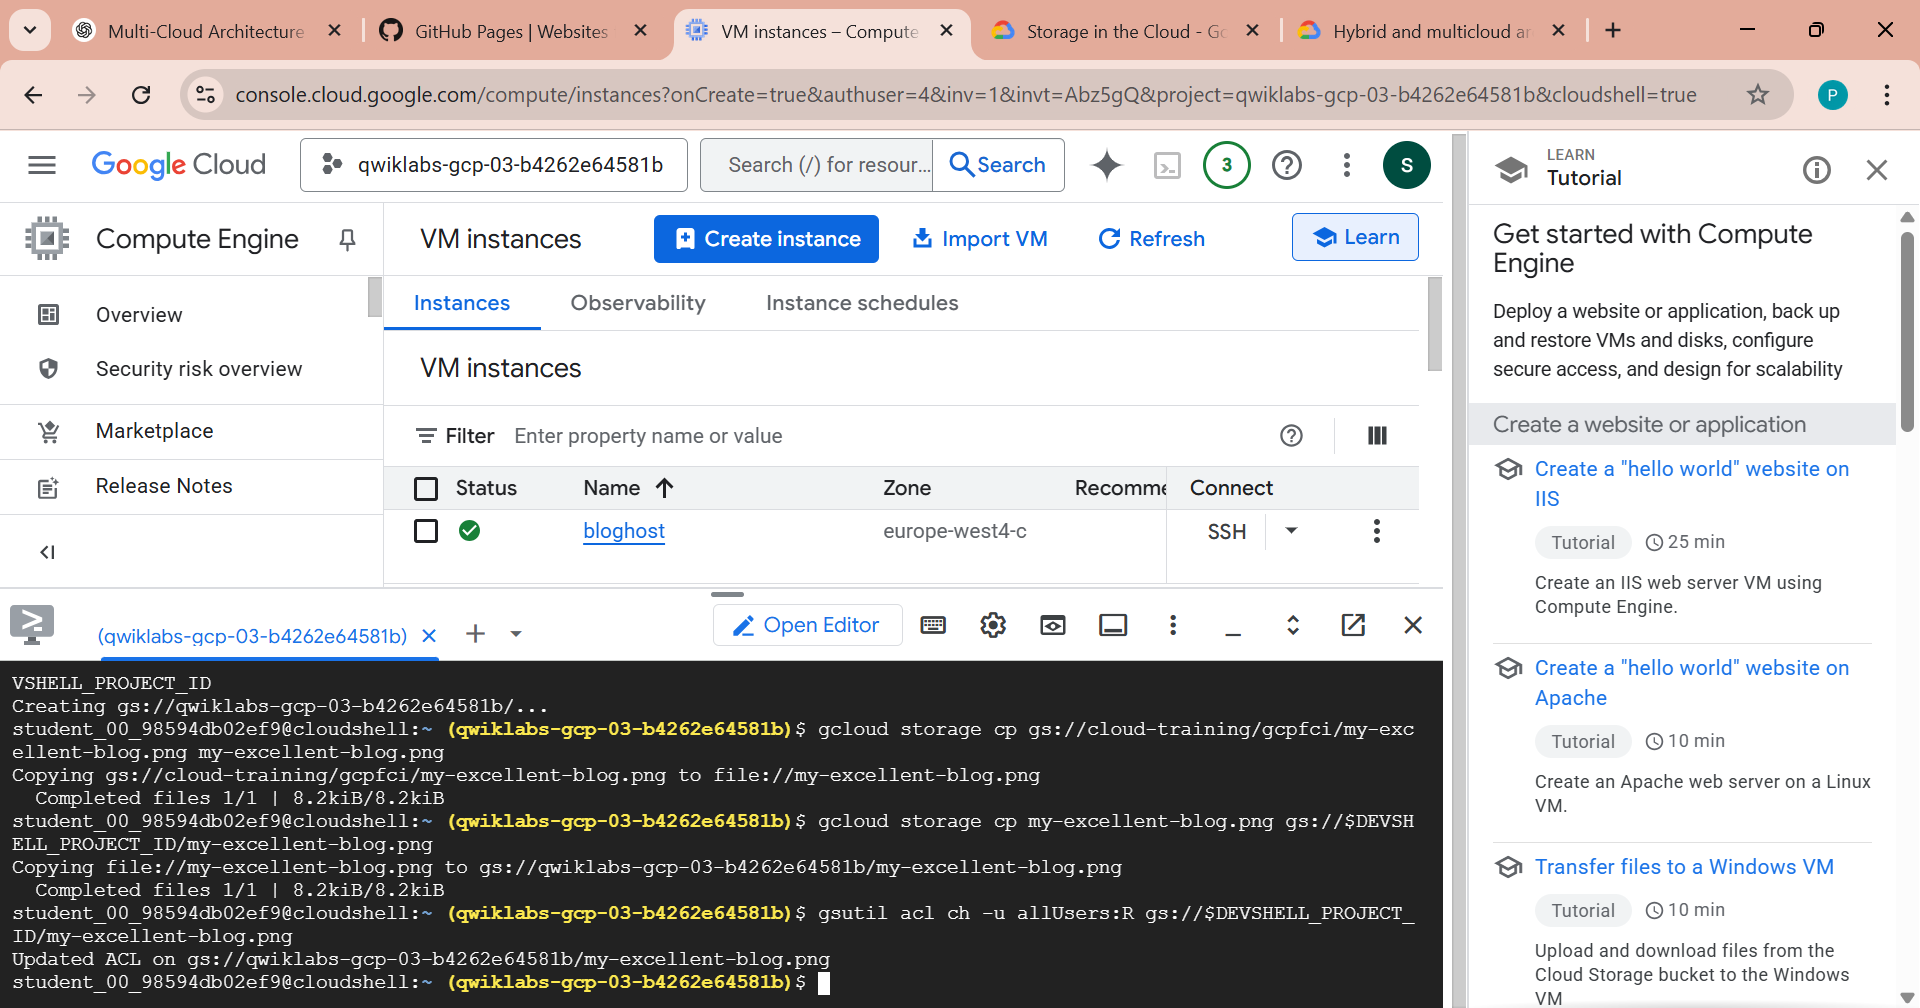 Multi-Cloud Architecture
GitHub Pages | Websites
VM instances – Compute
Storage in the Cloud - Go
Hybrid and multicloud ar
console.cloud.google.com/compute/instances?onCreate=true&authuser=4&inv=1&invt=Abz5gQ&project=qwiklabs-gcp-03-b4262e64581b&cloudshell=true
P
Google Cloud
qwiklabs-gcp-03-b4262e64581b
Search (/) for resour...
Search
3
S
Compute Engine
VM instances
Create instance
Import VM
Refresh
Learn
Overview
Security risk overview
Marketplace
Release Notes
Instances
Observability
Instance schedules
VM instances
Filter
Enter property name or value
Status
Name
Zone
Recomme
Connect
bloghost
europe-west4-c
SSH
(qwiklabs-gcp-03-b4262e64581b)
Open Editor
VSHELL_PROJECT_ID
Creating gs://qwiklabs-gcp-03-b4262e64581b/...
student_00_98594db02ef9@cloudshell:~ (qwiklabs-gcp-03-b4262e64581b)$ gcloud storage cp gs://cloud-training/gcpfci/my-exc
ellent-blog.png my-excellent-blog.png
Copying gs://cloud-training/gcpfci/my-excellent-blog.png to file://my-excellent-blog.png
Completed files 1/1 | 8.2kiB/8.2kiB
student_00_98594db02ef9@cloudshell:~ (qwiklabs-gcp-03-b4262e64581b)$ gcloud storage cp my-excellent-blog.png gs://$DEVSH
ELL_PROJECT_ID/my-excellent-blog.png
Copying file://my-excellent-blog.png to gs://qwiklabs-gcp-03-b4262e64581b/my-excellent-blog.png
Completed files 1/1 | 8.2kiB/8.2kiB
student_00_98594db02ef9@cloudshell:~ (qwiklabs-gcp-03-b4262e64581b)$ gsutil acl ch -u allUsers:R gs://$DEVSHELL_PROJECT_
ID/my-excellent-blog.png
Updated ACL on gs://qwiklabs-gcp-03-b4262e64581b/my-excellent-blog.png
student_00_98594db02ef9@cloudshell:~ (qwiklabs-gcp-03-b4262e64581b)$
LEARN
Tutorial
Get started with Compute
Engine
Deploy a website or application, back up
and restore VMs and disks, configure
secure access, and design for scalability
Create a website or application
Create a "hello world" website on
IIS
Tutorial
25 min
Create an IIS web server VM using
Compute Engine.
Create a "hello world" website on
Apache
Tutorial
10 min
Create an Apache web server on a Linux
VM.
Transfer files to a Windows VM
Tutorial
10 min
Upload and download files from the
Cloud Storage bucket to the Windows
VM